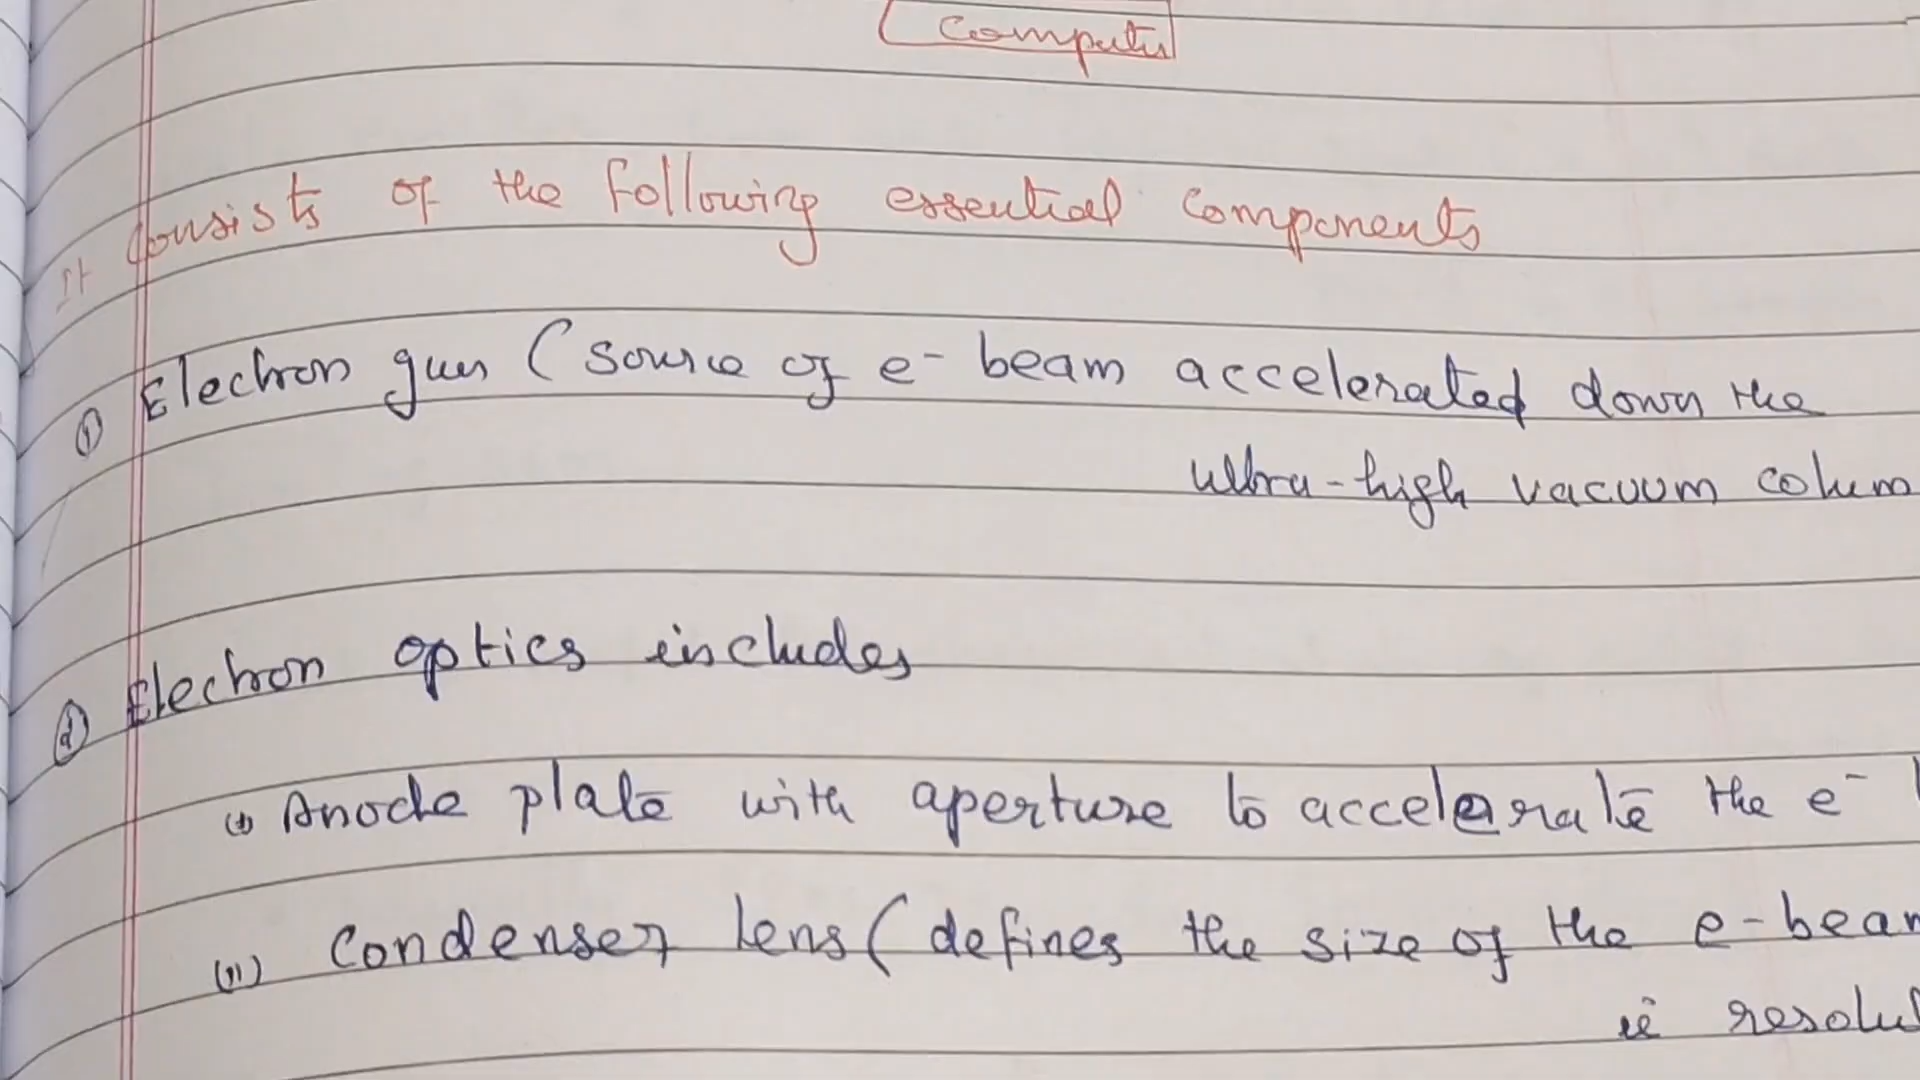 Computer
It consists of the following essential components
① Electron gun (source of e⁻ beam accelerated down the
ultra-high vacuum column
② Electron optics includes
(i) Anode plate with aperture to accelerate the e⁻
(ii) Condenser lens (defines the size of the e-beam
ie